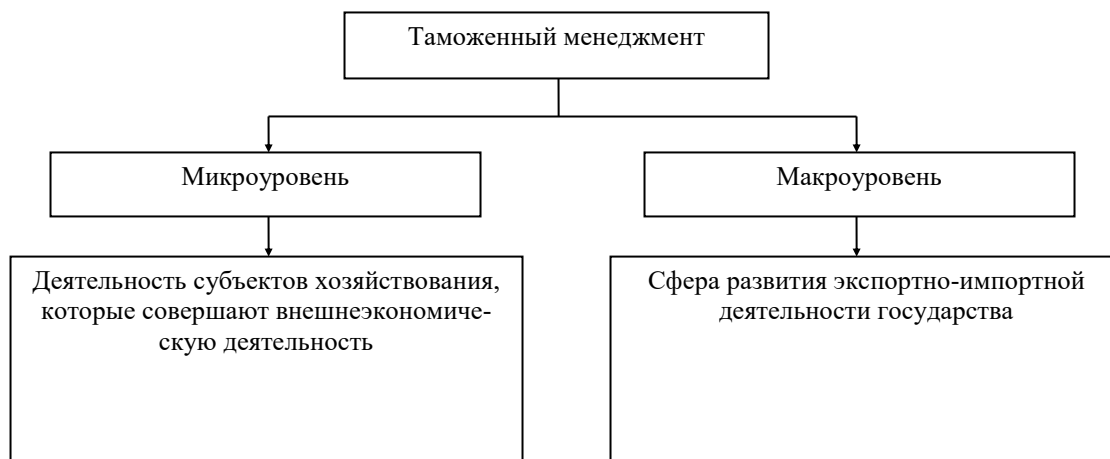 Таможенный менеджмент
Микроуровень
Макроуровень
Деятельность субъектов хозяйствования,
которые совершают внешнеэкономиче-
скую деятельность
Сфера развития экспортно-импортной
деятельности государства